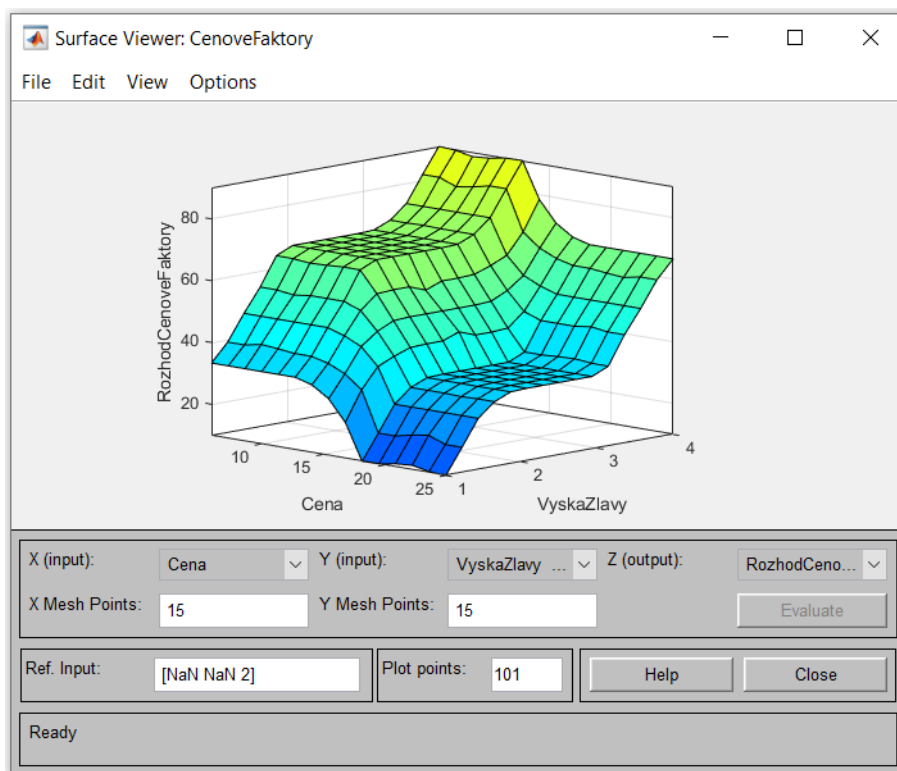 Surface Viewer: CenoveFaktory
File Edit View Options
RozhodCenoveFaktory
80
60
40
20
10
15
20
25
1
2
3
4
Cena
VyskaZlavy
X (input): Cena Y (input): VyskaZlavy ... Z (output): RozhodCeno...
X Mesh Points: 15 Y Mesh Points: 15 Evaluate
Ref. Input: [NaN NaN 2] Plot points: 101 Help Close
Ready